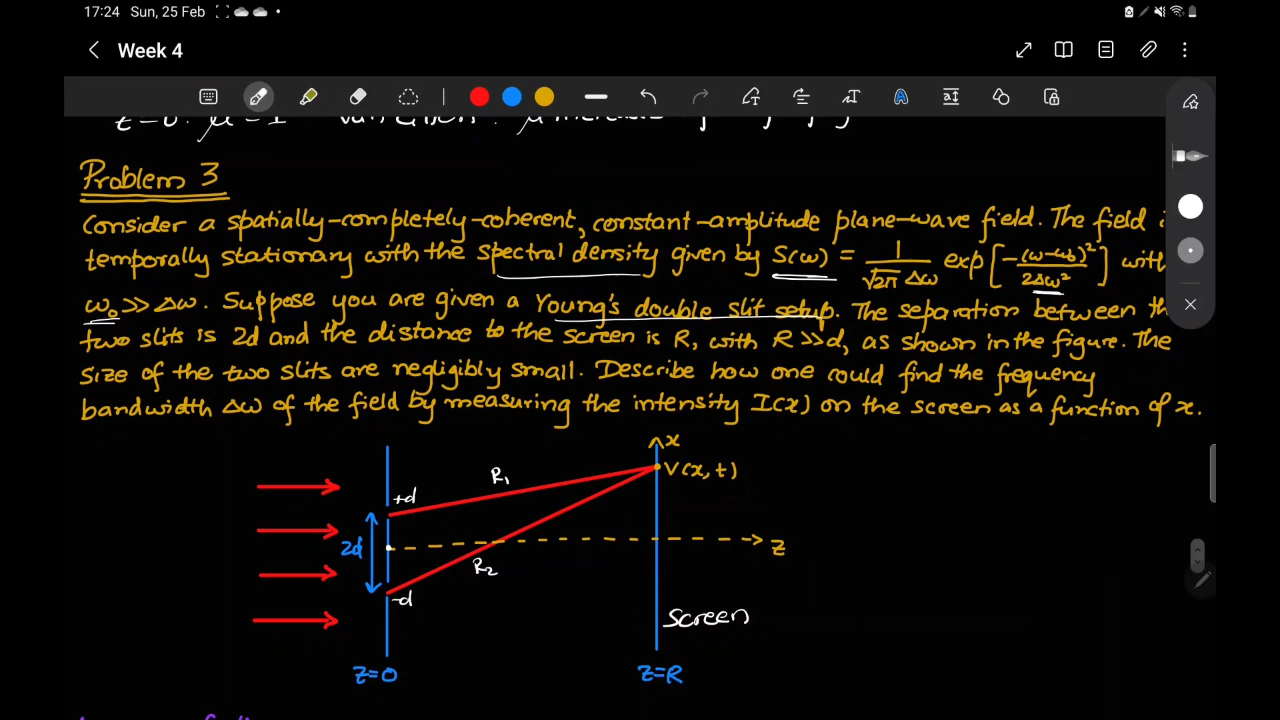 17:24 Sun, 25 Feb
Week 4
Problem 3
Consider a spatially-completely-coherent, constant-amplitude plane-wave field. The field i
temporally stationary with the spectral density given by S(ω) = 1/(√2π Δω) exp[-(ω-ω₀)²/2Δω²] with
ω₀ >> Δω. Suppose you are given a Young's double slit setup. The separation between th
two slits is 2d and the distance to the screen is R, with R >> d, as shown in the figure. The
size of the two slits are negligibly small. Describe how one could find the frequency
bandwidth Δω of the field by measuring the intensity I(x) on the screen as a function of x.
x
R₁ V(x,t)
+d
2d z
R₂
-d
Screen
z=0 z=R